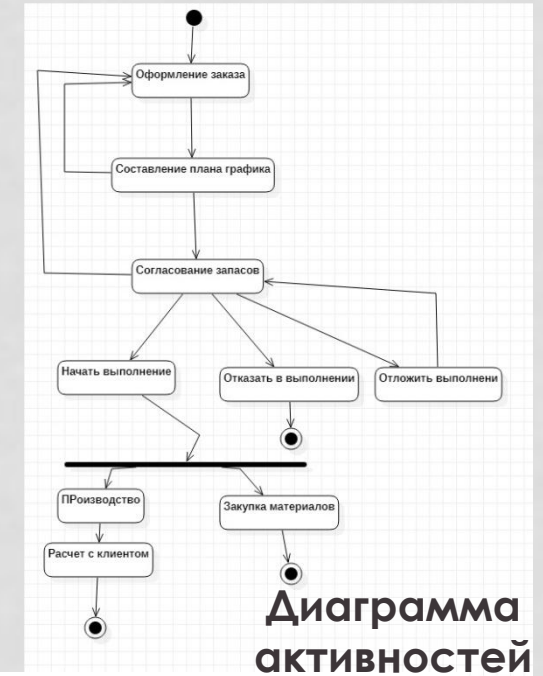 Оформление заказа
Составление плана графика
Согласование запасов
Начать выполнение
Отказать в выполнении
Отложить выполнени
ПРоизводство
Закупка материалов
Расчет с клиентом
Диаграмма
активностей